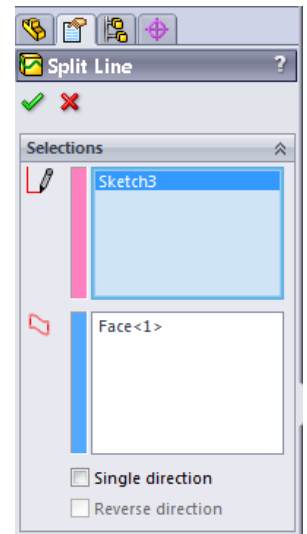 Split Line ?
Selections
Sketch3
Face<1>
Single direction
Reverse direction